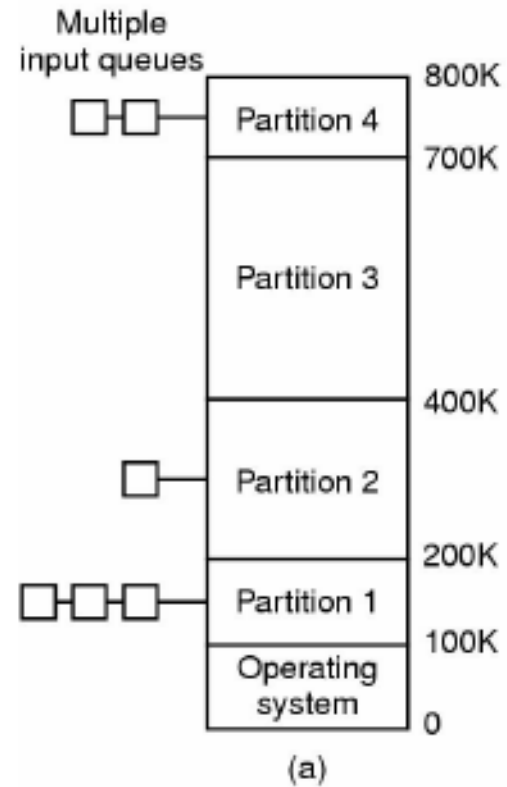 Multiple
input queues
800K
Partition 4
700K
Partition 3
400K
Partition 2
200K
Partition 1
100K
Operating
system
0
(a)